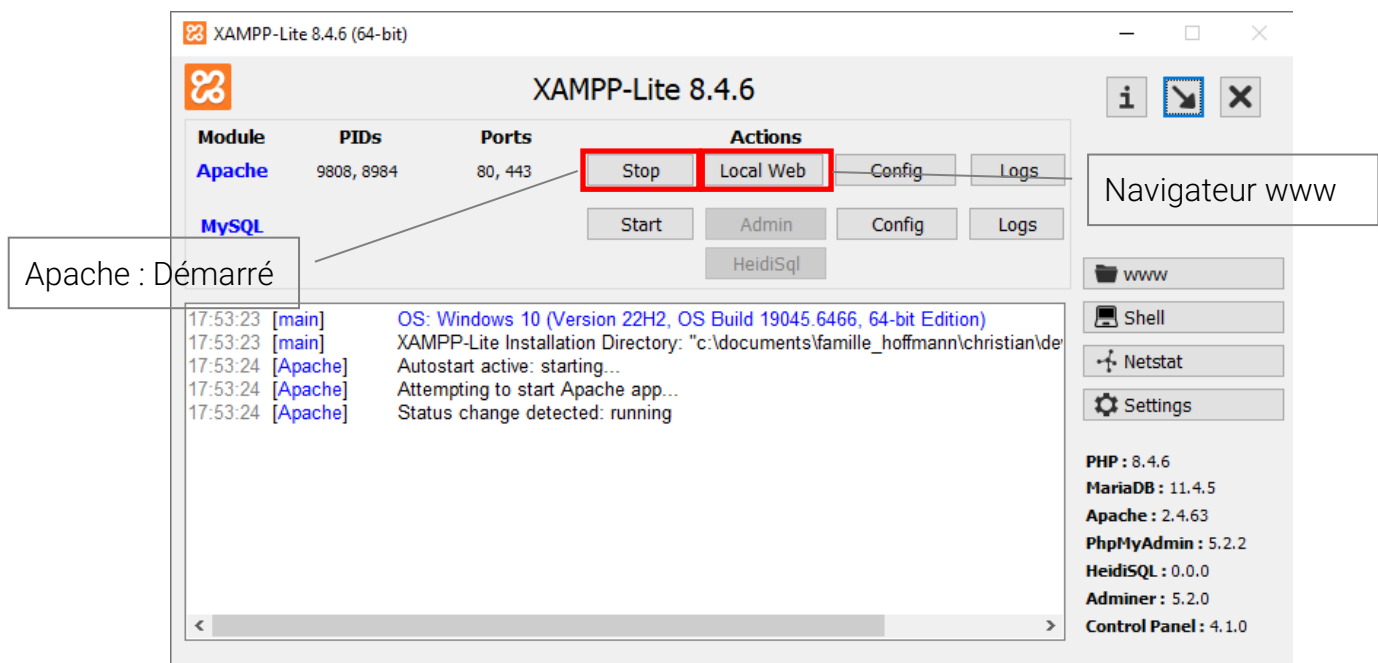 XAMPP-Lite 8.4.6 (64-bit)
XAMPP-Lite 8.4.6
Module PIDs Ports Actions
Apache 9808, 8984 80, 443 Stop Local Web Config Logs
Navigateur www
MySQL Start Admin Config Logs
HeidiSql
Apache : Démarré
www
Shell
Netstat
Settings
17:53:23 [main] OS: Windows 10 (Version 22H2, OS Build 19045.6466, 64-bit Edition)
17:53:23 [main] XAMPP-Lite Installation Directory: "c:\documents\famille_hoffmann\christian\de
17:53:24 [Apache] Autostart active: starting...
17:53:24 [Apache] Attempting to start Apache app...
17:53:24 [Apache] Status change detected: running
PHP : 8.4.6
MariaDB : 11.4.5
Apache : 2.4.63
PhpMyAdmin : 5.2.2
HeidiSQL : 0.0.0
Adminer : 5.2.0
Control Panel : 4.1.0